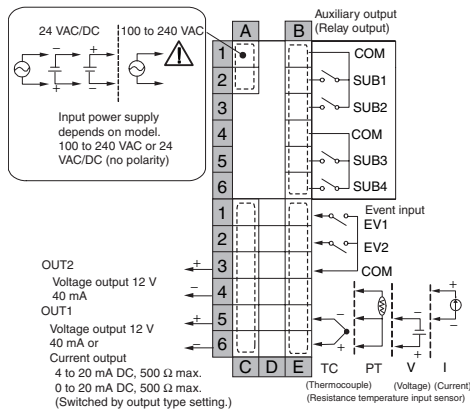 24 VAC/DC
100 to 240 VAC
− +
+ −
Input power supply
depends on model.
100 to 240 VAC or 24
VAC/DC (no polarity)
A B
1
2
3
4
5
6
Auxiliary output
(Relay output)
COM
SUB1
SUB2
COM
SUB3
SUB4
1
2
3
4
5
6
C D E
Event input
EV1
EV2
COM
OUT2
+
−
Voltage output 12 V
40 mA
OUT1
+
−
Voltage output 12 V
40 mA or
Current output
4 to 20 mA DC, 500 Ω max.
0 to 20 mA DC, 500 Ω max.
(Switched by output type setting.)
− − −
+ + +
TC PT V I
(Thermocouple) (Voltage) (Current)
(Resistance temperature input sensor)